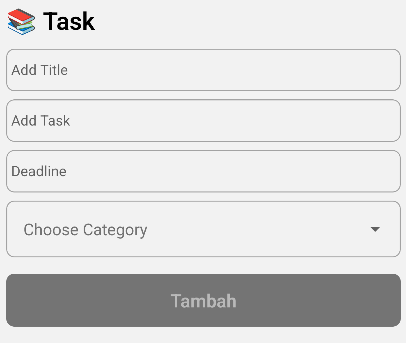 📚 Task
Add Title
Add Task
Deadline
Choose Category
Tambah